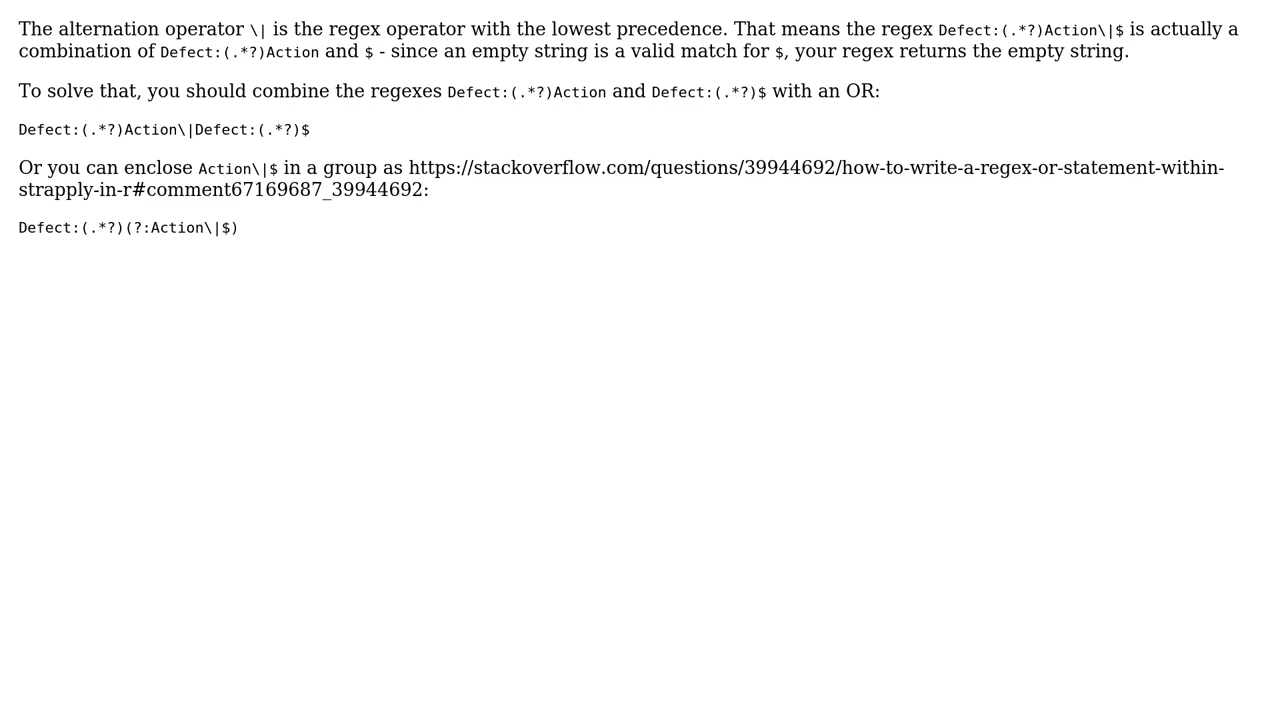 The alternation operator \| is the regex operator with the lowest precedence. That means the regex Defect:(.*?)Action\|$ is actually a
combination of Defect:(.*?)Action and $ - since an empty string is a valid match for $, your regex returns the empty string.
To solve that, you should combine the regexes Defect:(.*?)Action and Defect:(.*?)$ with an OR:
Defect:(.*?)Action\|Defect:(.*?)$
Or you can enclose Action\|$ in a group as https://stackoverflow.com/questions/39944692/how-to-write-a-regex-or-statement-within-
strapply-in-r#comment67169687_39944692:
Defect:(.*?)(?:Action\|$)